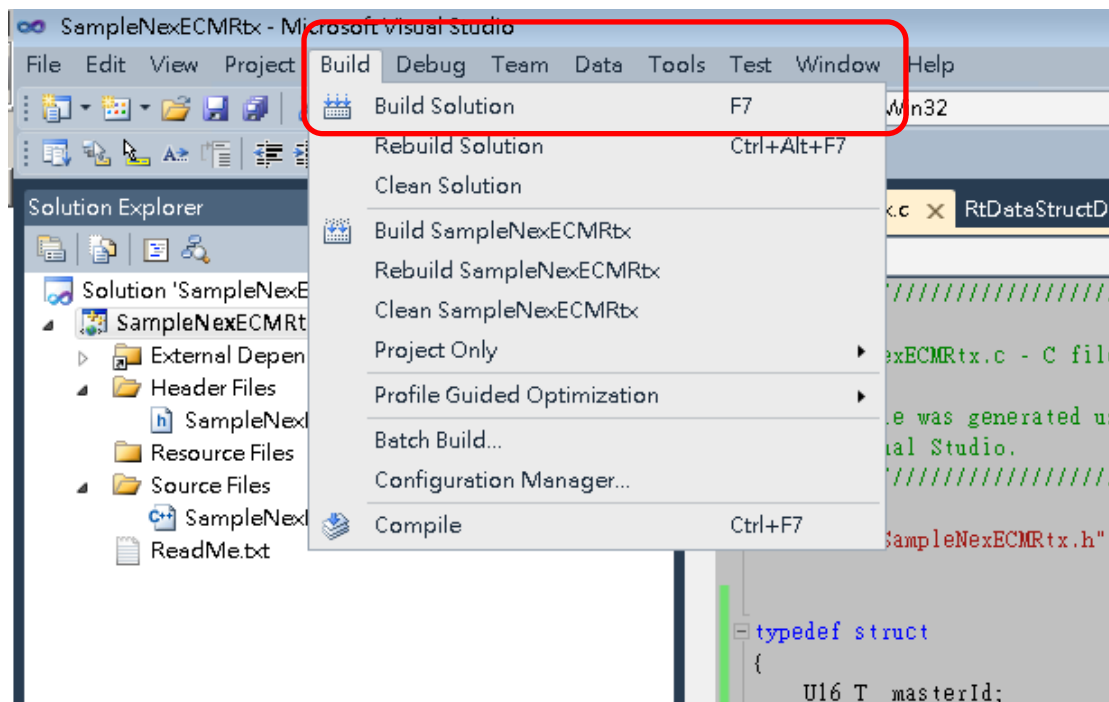 SampleNexECMRtx - Microsoft Visual Studio
File Edit View Project Build Debug Team Data Tools Test Window Help
Build Solution F7
Win32
Rebuild Solution Ctrl+Alt+F7
Clean Solution
Solution Explorer
x.c RtDataStructD
Build SampleNexECMRtx
Rebuild SampleNexECMRtx
Solution 'SampleNexE
Clean SampleNexECMRtx
SampleNexECMRt
Project Only
External Depen
exECMRtx.c - C fil
Header Files
Profile Guided Optimization
SampleNexI
e was generated u
Batch Build...
Resource Files
ual Studio.
Configuration Manager...
Source Files
SampleNexI
Compile Ctrl+F7
ReadMe.txt
SampleNexECMRtx.h"
typedef struct
{
U16_T masterId;